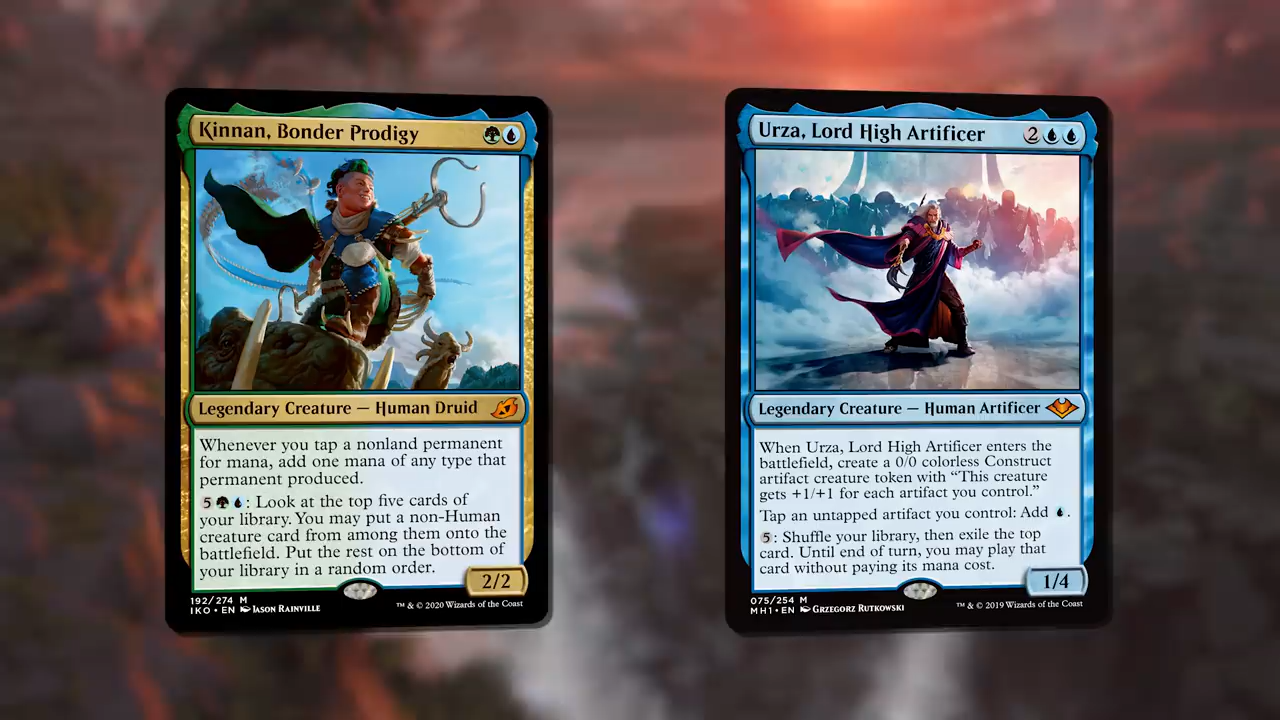 Kinnan, Bonder Prodigy
Legendary Creature — Human Druid
Whenever you tap a nonland permanent
for mana, add one mana of any type that
permanent produced.
5: Look at the top five cards of
your library. You may put a non-Human
creature card from among them onto the
battlefield. Put the rest on the bottom of
your library in a random order.
2/2
192/274 M
IKO • EN Jason Rainville
™ & © 2020 Wizards of the Coast
Urza, Lord High Artificer 2
Legendary Creature — Human Artificer
When Urza, Lord High Artificer enters the
battlefield, create a 0/0 colorless Construct
artifact creature token with “This creature
gets +1/+1 for each artifact you control.”
Tap an untapped artifact you control: Add .
5: Shuffle your library, then exile the top
card. Until end of turn, you may play that
card without paying its mana cost.
1/4
075/254 M
MH1 • EN Grzegorz Rutkowski
™ & © 2019 Wizards of the Coast